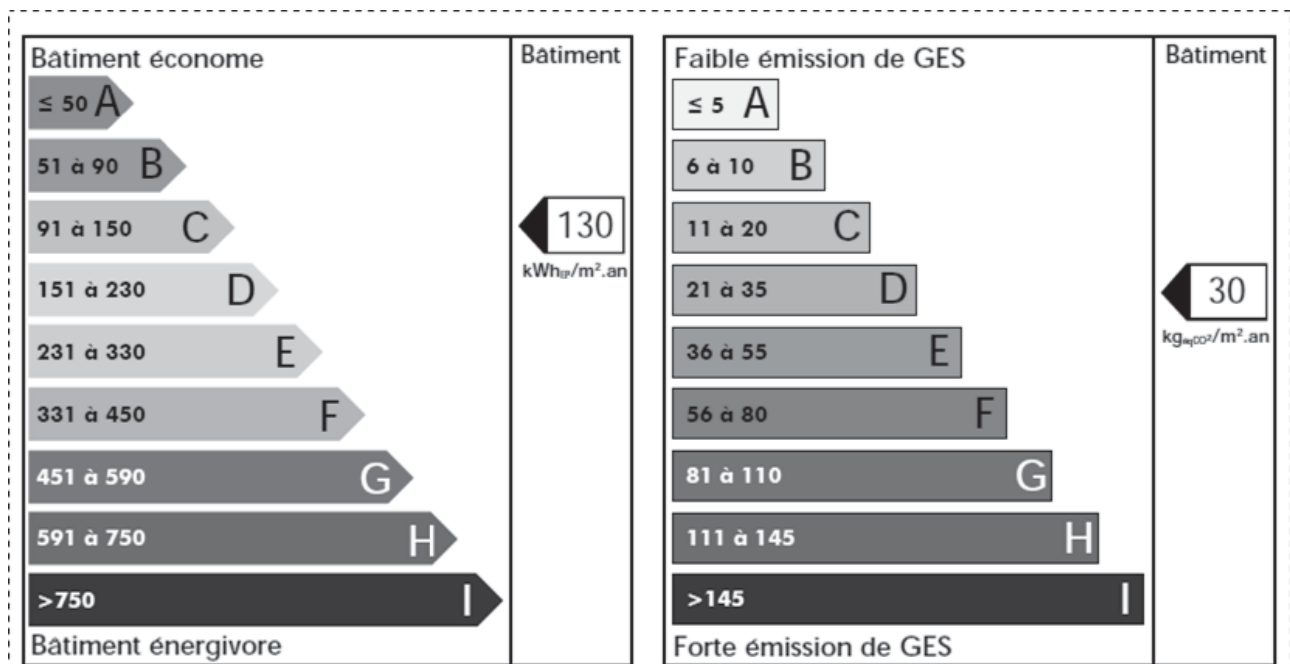 Bâtiment économe
Bâtiment
≤ 50 A
51 à 90 B
91 à 150 C
130
kWhEP/m².an
151 à 230 D
231 à 330 E
331 à 450 F
451 à 590 G
591 à 750 H
>750 I
Bâtiment énergivore
Faible émission de GES
Bâtiment
≤ 5 A
6 à 10 B
11 à 20 C
21 à 35 D
30
kgéqCO²/m².an
36 à 55 E
56 à 80 F
81 à 110 G
111 à 145 H
>145 I
Forte émission de GES